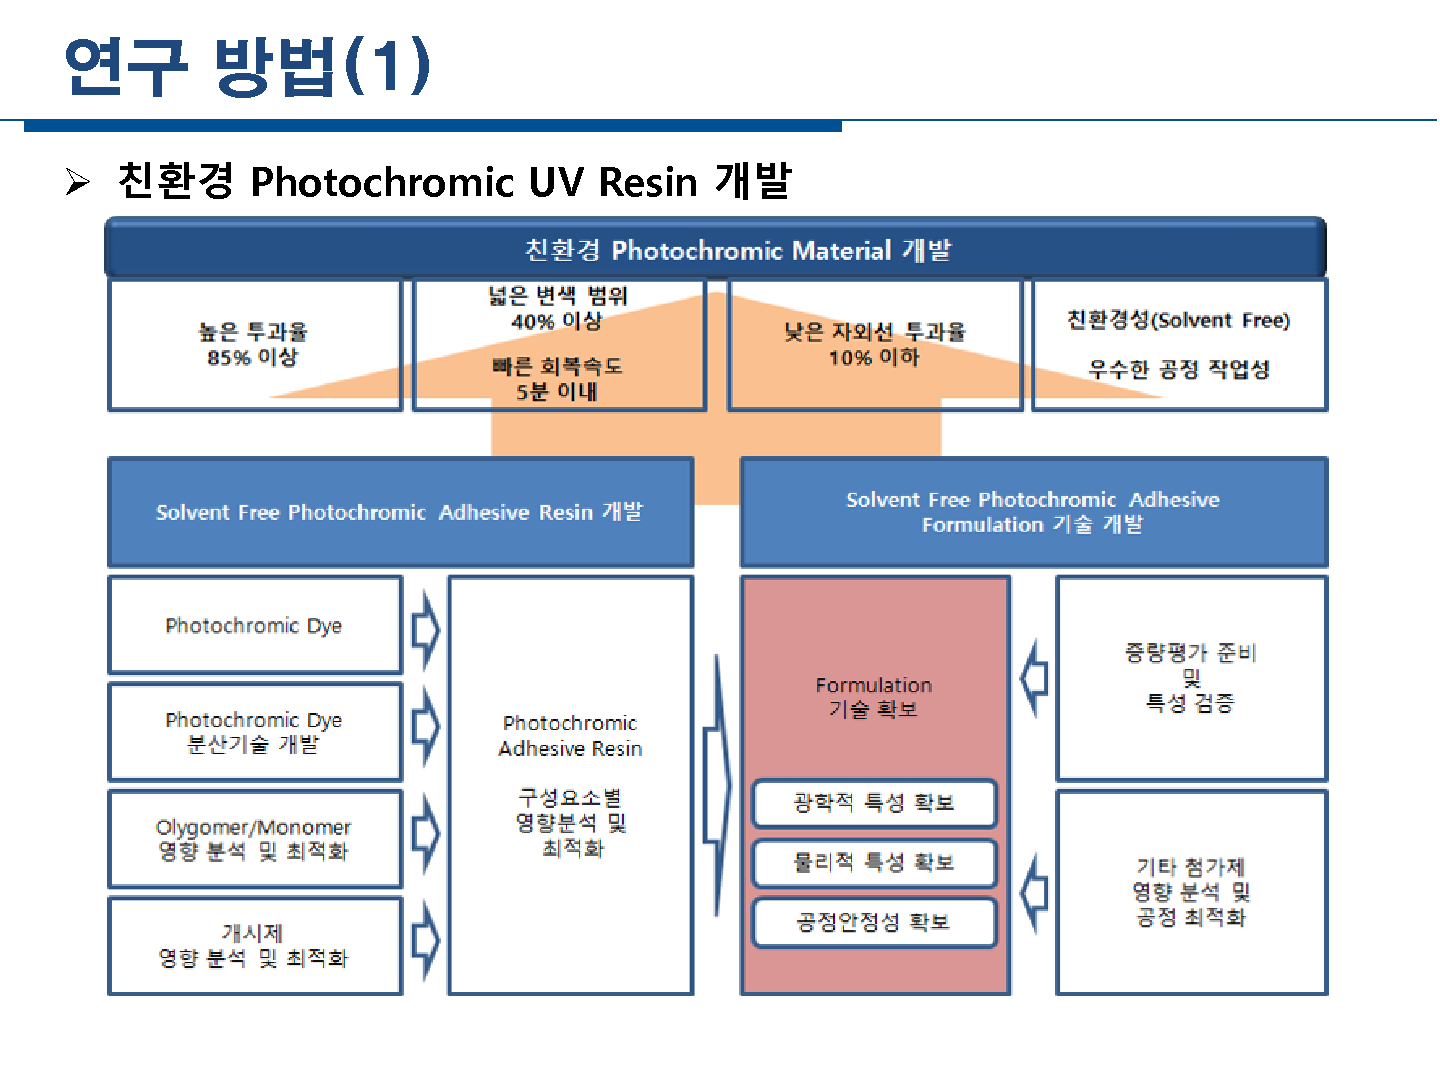 연구 방법(1)
➢ 친환경 Photochromic UV Resin 개발
친환경 Photochromic Material 개발
높은 투과율
85% 이상
넓은 변색 범위
40% 이상
빠른 회복속도
5분 이내
낮은 자외선 투과율
10% 이하
친환경성(Solvent Free)
우수한 공정 작업성
Solvent Free Photochromic Adhesive Resin 개발
Solvent Free Photochromic Adhesive
Formulation 기술 개발
Photochromic Dye
Photochromic Dye
분산기술 개발
Olygomer/Monomer
영향 분석 및 최적화
개시제
영향 분석 및 최적화
Photochromic
Adhesive Resin
구성요소별
영향분석 및
최적화
Formulation
기술 확보
광학적 특성 확보
물리적 특성 확보
공정안정성 확보
증량평가 준비
및
특성 검증
기타 첨가제
영향 분석 및
공정 최적화